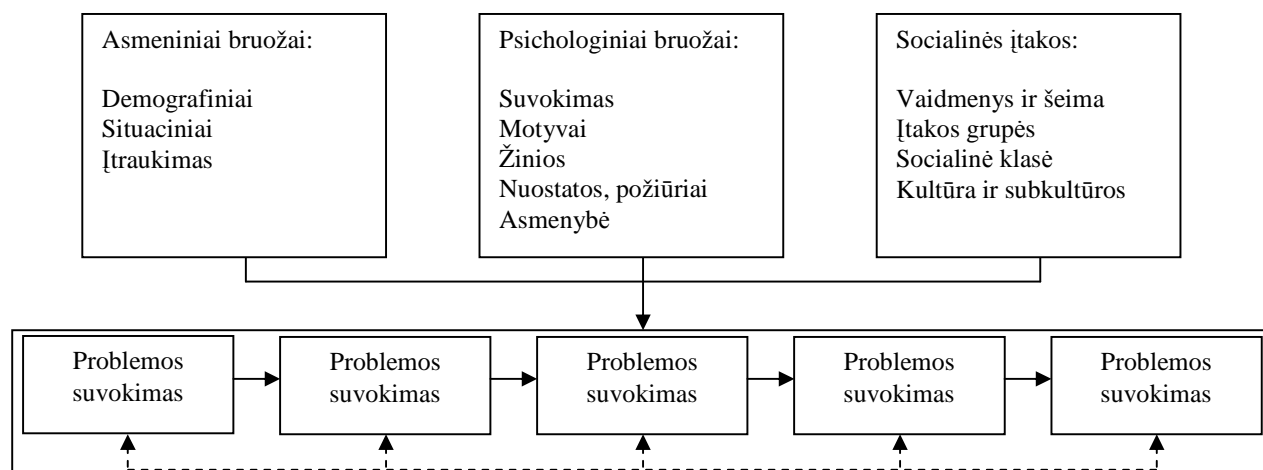 Asmeniniai bruožai:
Demografiniai
Situaciniai
Įtraukimas
Psichologiniai bruožai:
Suvokimas
Motyvai
Žinios
Nuostatos, požiūriai
Asmenybė
Socialinės įtakos:
Vaidmenys ir šeima
Įtakos grupės
Socialinė klasė
Kultūra ir subkultūros
Problemos
suvokimas
Problemos
suvokimas
Problemos
suvokimas
Problemos
suvokimas
Problemos
suvokimas